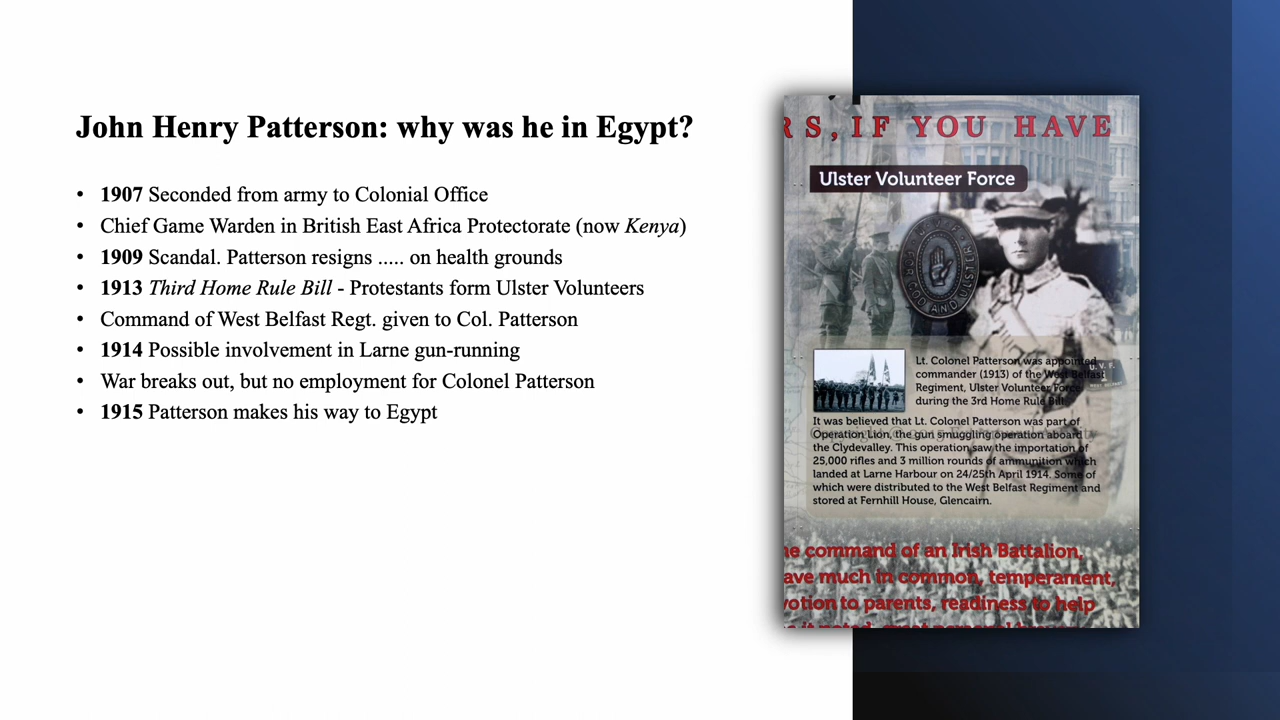 John Henry Patterson: why was he in Egypt?
• 1907 Seconded from army to Colonial Office
• Chief Game Warden in British East Africa Protectorate (now Kenya)
• 1909 Scandal. Patterson resigns ..... on health grounds
• 1913 Third Home Rule Bill - Protestants form Ulster Volunteers
• Command of West Belfast Regt. given to Col. Patterson
• 1914 Possible involvement in Larne gun-running
• War breaks out, but no employment for Colonel Patterson
• 1915 Patterson makes his way to Egypt
RS, IF YOU HAVE
Ulster Volunteer Force
FOR GOD AND ULSTER
Lt. Colonel Patterson was appointed
commander (1913) of the West Belfast
Regiment, Ulster Volunteer Force
during the 3rd Home Rule Bill.
U.V.F.
WEST BELFAST
It was believed that Lt. Colonel Patterson was part of
Operation Lion, the gun smuggling operation aboard
the Clydevalley. This operation saw the importation of
25,000 rifles and 3 million rounds of ammunition which
landed at Larne Harbour on 24/25th April 1914. Some of
which were distributed to the West Belfast Regiment and
stored at Fernhill House, Glencairn.
he command of an Irish Battalion,
ave much in common, temperament,
votion to parents, readiness to help